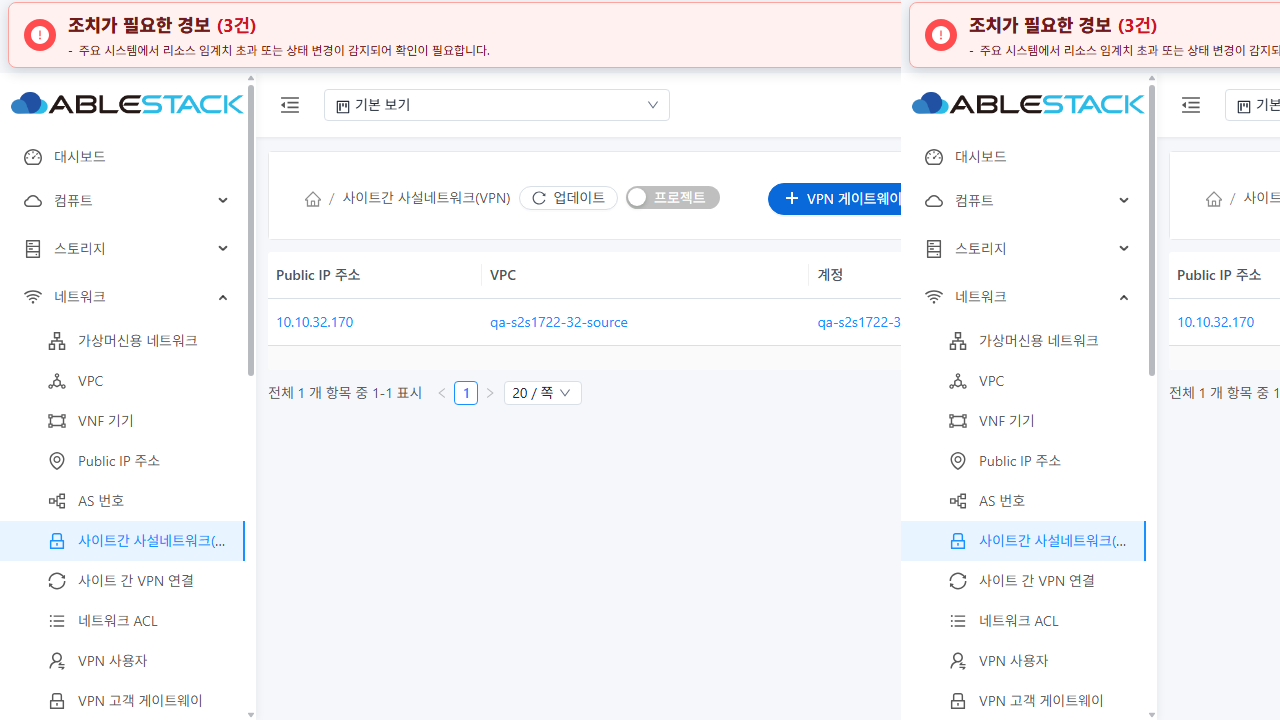 조치가 필요한 경보 (3건)
- 주요 시스템에서 리소스 임계치 초과 또는 상태 변경이 감지되어 확인이 필요합니다.
ABLESTACK
기본 보기
대시보드
컴퓨트
스토리지
네트워크
가상머신용 네트워크
VPC
VNF 기기
Public IP 주소
AS 번호
사이트간 사설네트워크(...
사이트 간 VPN 연결
네트워크 ACL
VPN 사용자
VPN 고객 게이트웨이
/ 사이트간 사설네트워크(VPN)
업데이트
프로젝트
+ VPN 게이트웨이
Public IP 주소 VPC 계정
10.10.32.170 qa-s2s1722-32-source qa-s2s1722-3
전체 1 개 항목 중 1-1 표시 < 1 > 20 / 쪽
조치가 필요한 경보 (3건)
- 주요 시스템에서 리소스 임계치 초과 또는 상태 변경이 감지되
ABLESTACK
기본
대시보드
컴퓨트
스토리지
네트워크
가상머신용 네트워크
VPC
VNF 기기
Public IP 주소
AS 번호
사이트간 사설네트워크(...
사이트 간 VPN 연결
네트워크 ACL
VPN 사용자
VPN 고객 게이트웨이
/ 사이트
Public IP 주소
10.10.32.170
전체 1 개 항목 중 1